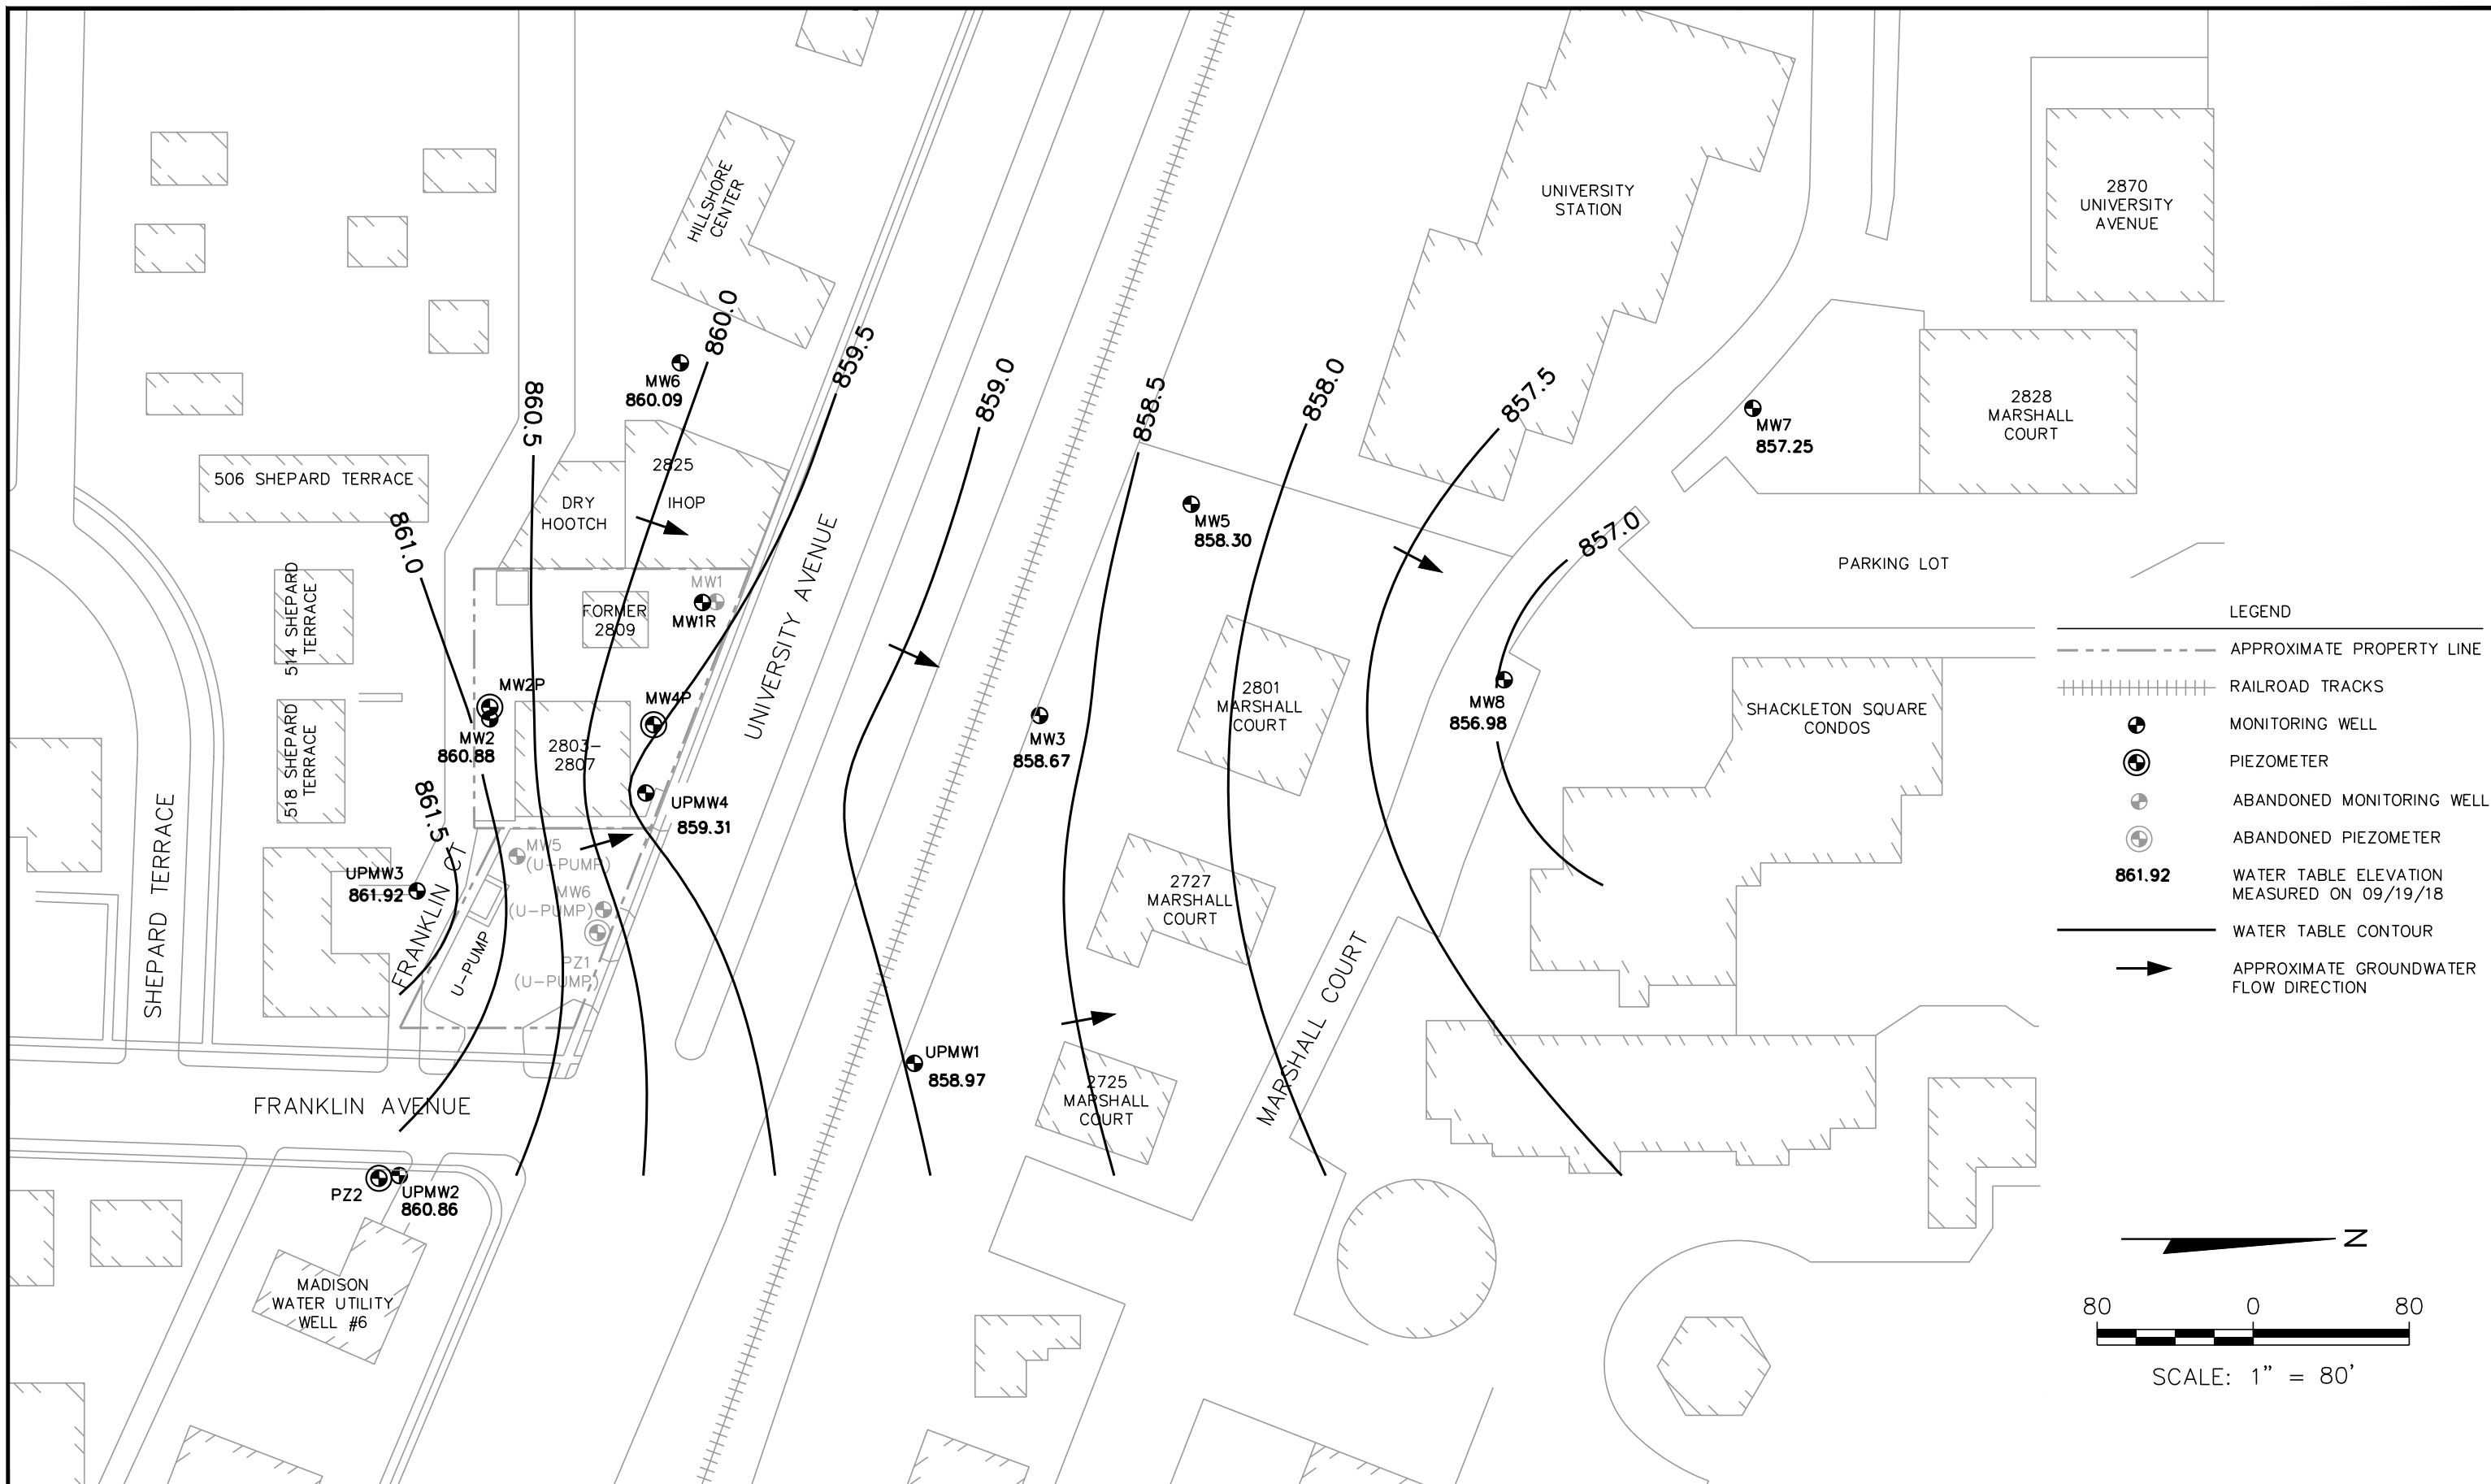 HILLSHORE
CENTER
UNIVERSITY
STATION
2870
UNIVERSITY
AVENUE
860.0
859.5
859.0
858.5
858.0
857.5
857.0
860.5
861.0
861.5
MW6
860.09
MW7
857.25
2828
MARSHALL
COURT
506 SHEPARD TERRACE
2825
IHOP
DRY
HOOTCH
MW5
858.30
PARKING LOT
514 SHEPARD
TERRACE
518 SHEPARD
TERRACE
SHEPARD TERRACE
FORMER
2809
MW1
MW1R
UNIVERSITY AVENUE
MW2P
MW2
860.88
MW4P
2803-
2807
UPMW4
859.31
MW3
858.67
2801
MARSHALL
COURT
MW8
856.98
SHACKLETON SQUARE
CONDOS
UPMW3
861.92
FRANKLIN CT
U-PUMP
MW5
(U-PUMP)
MW6
(U-PUMP)
PZ1
(U-PUMP)
2727
MARSHALL
COURT
MARSHALL COURT
UPMW1
858.97
2725
MARSHALL
COURT
FRANKLIN AVENUE
PZ2
UPMW2
860.86
MADISON
WATER UTILITY
WELL #6
LEGEND
APPROXIMATE PROPERTY LINE
RAILROAD TRACKS
MONITORING WELL
PIEZOMETER
ABANDONED MONITORING WELL
ABANDONED PIEZOMETER
861.92 WATER TABLE ELEVATION
MEASURED ON 09/19/18
WATER TABLE CONTOUR
APPROXIMATE GROUNDWATER
FLOW DIRECTION
N
80 0 80
SCALE: 1" = 80'